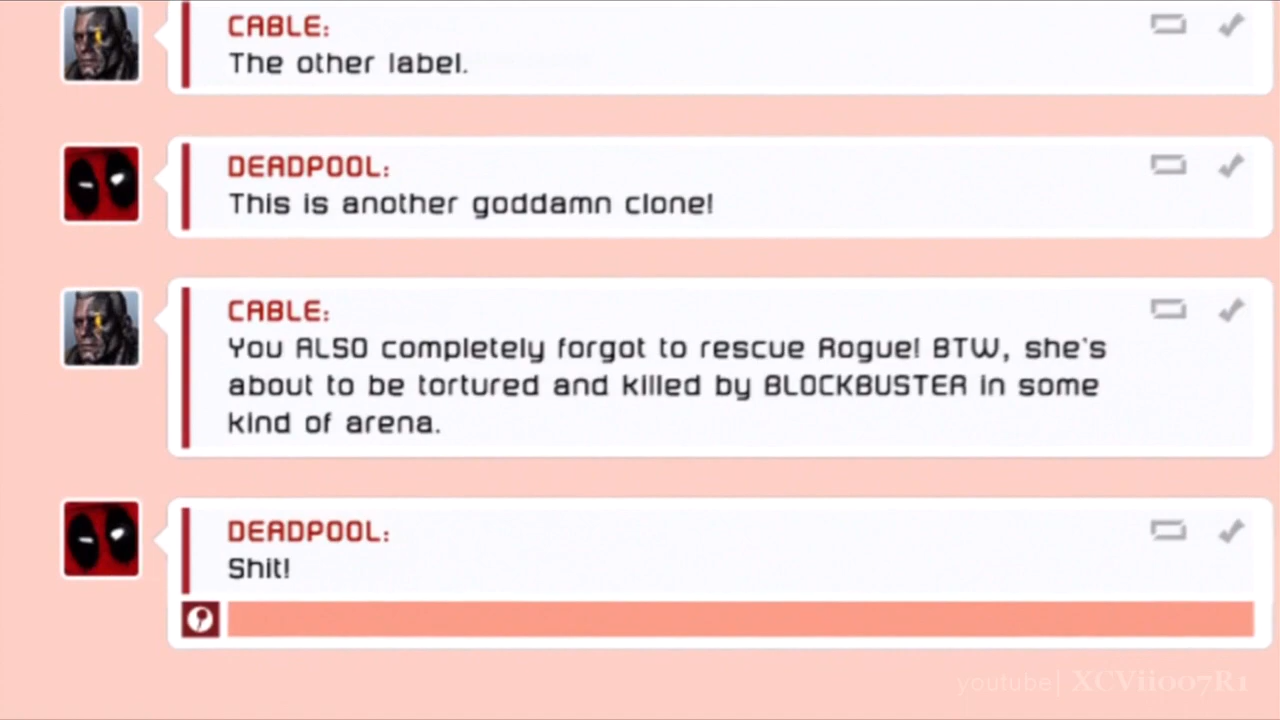 CABLE:
The other label.
DEADPOOL:
This is another goddamn clone!
CABLE:
You ALSO completely forgot to rescue Rogue! BTW, she's
about to be tortured and killed by BLOCKBUSTER in some
kind of arena.
DEADPOOL:
Shit!
youtube| XCVii007R1